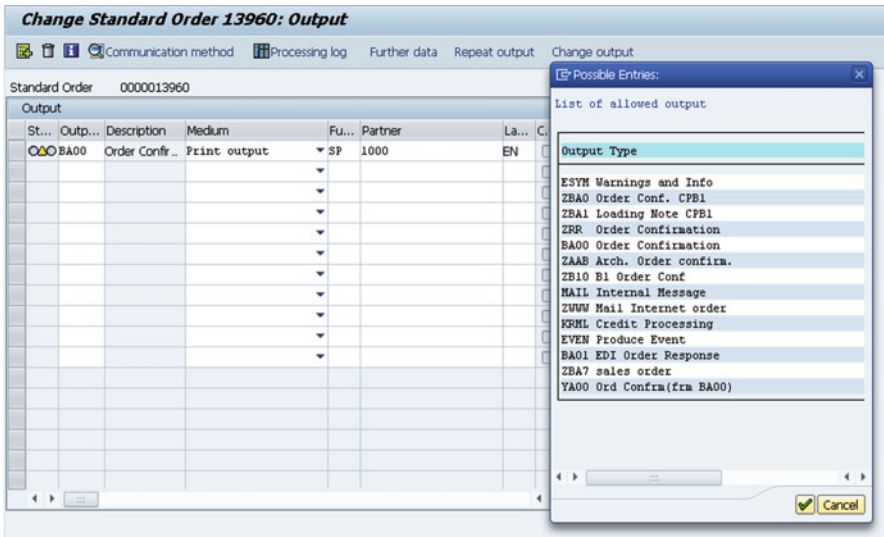 Change Standard Order 13960: Output
Communication method Processing log Further data Repeat output Change output
Standard Order 0000013960
Output
St... Outp... Description Medium Fu... Partner La... C.
BA00 Order Confir... Print output SP 1000 EN
Possible Entries:
List of allowed output
Output Type
ESYM Warnings and Info
ZBA0 Order Conf. CPB1
ZBA1 Loading Note CPB1
ZRR Order Confirmation
BA00 Order Confirmation
ZAAB Arch. Order confirm.
ZB10 B1 Order Conf
MAIL Internal Message
ZWWW Mail Internet order
KRML Credit Processing
EVEN Produce Event
BA01 EDI Order Response
ZBA7 sales order
YA00 Ord Confrm(frm BA00)
Cancel